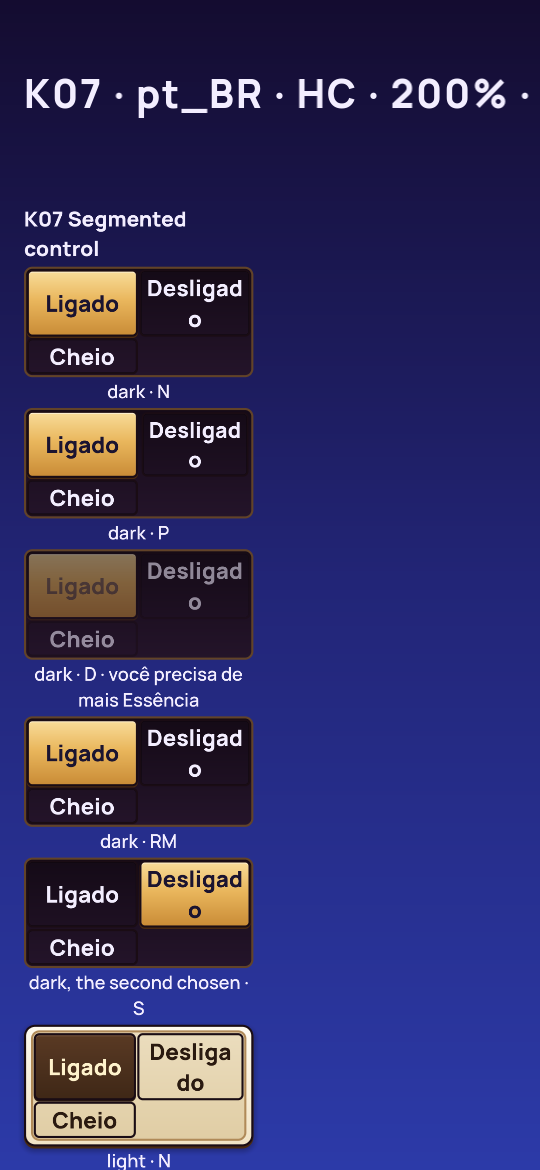 K07 · pt_BR · HC · 200% ·
K07 Segmented
control
Ligado
Desligad
o
Cheio
dark · N
Ligado
Desligad
o
Cheio
dark · P
Ligado
Desligad
o
Cheio
dark · D · você precisa de
mais Essência
Ligado
Desligad
o
Cheio
dark · RM
Ligado
Desligad
o
Cheio
dark, the second chosen ·
S
Ligado
Desliga
do
Cheio
light · N